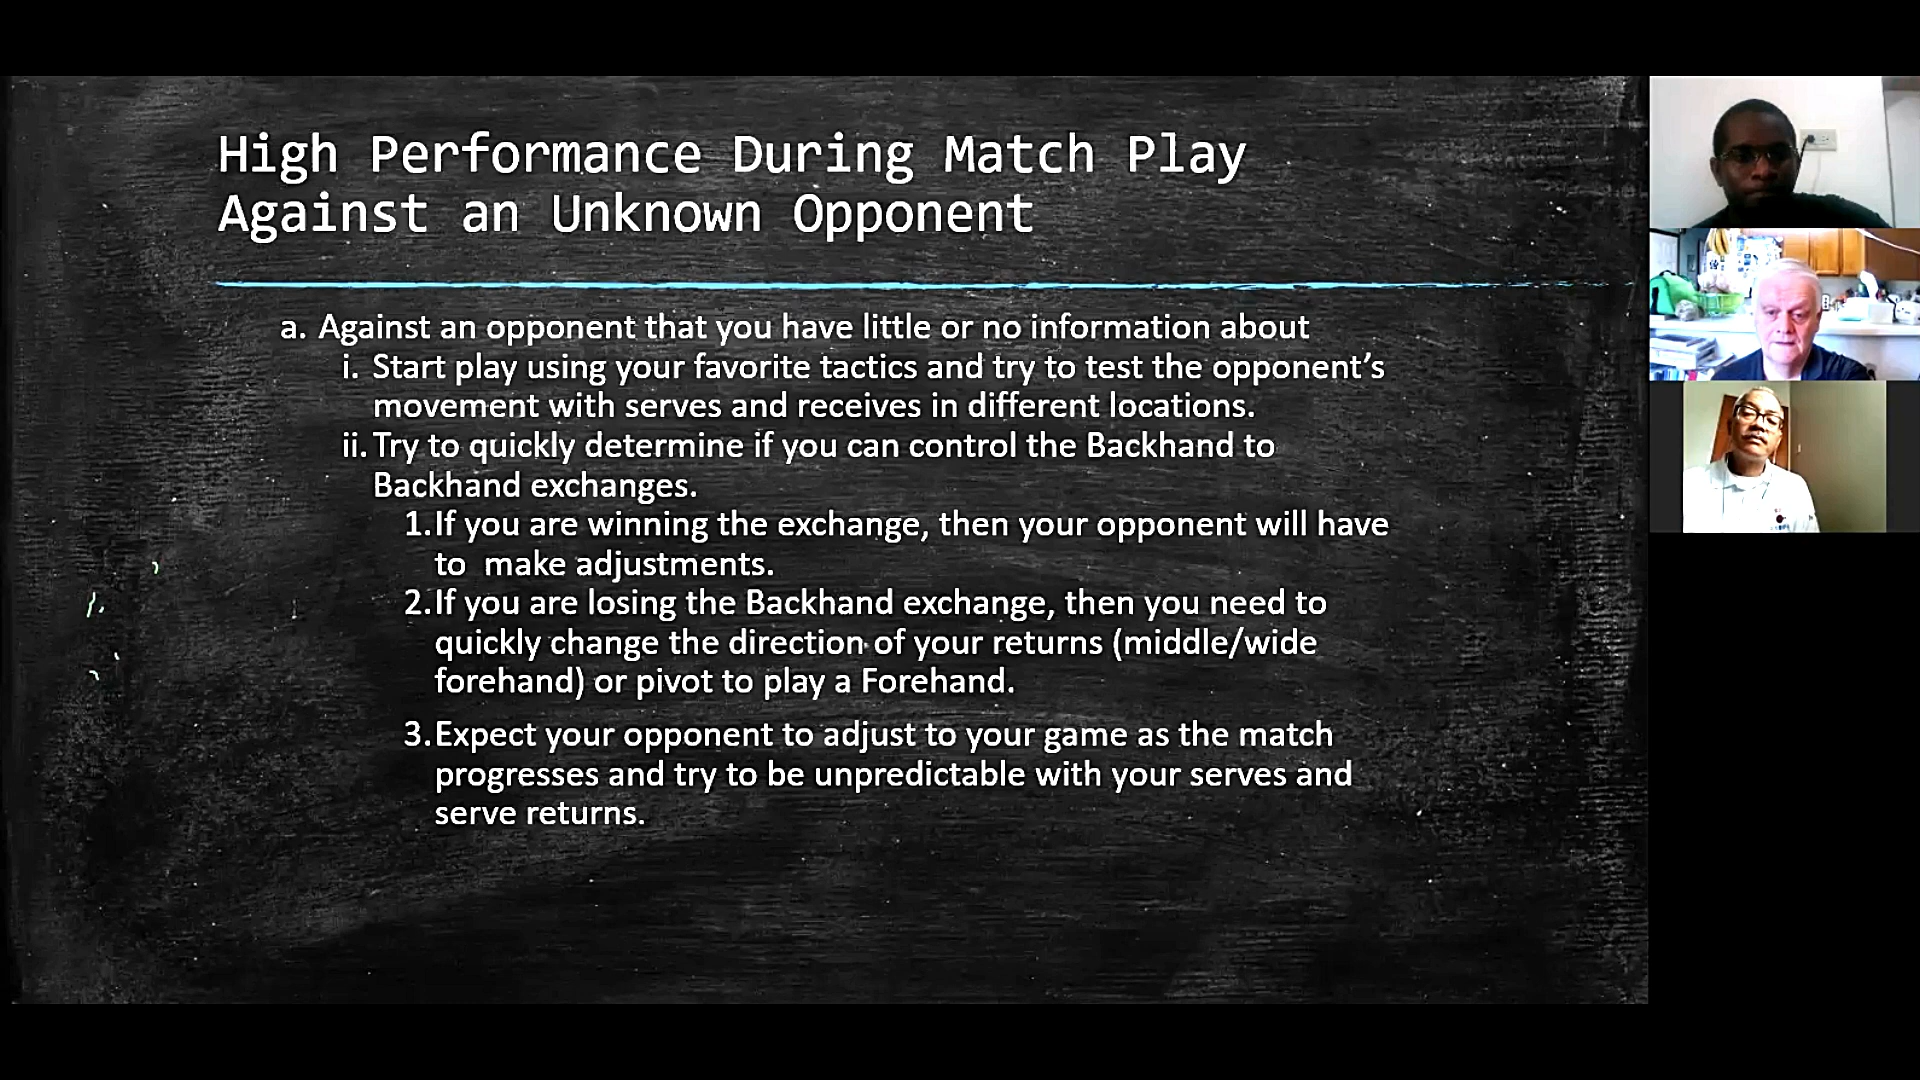 High Performance During Match Play
Against an Unknown Opponent
a. Against an opponent that you have little or no information about
i. Start play using your favorite tactics and try to test the opponent’s
movement with serves and receives in different locations.
ii. Try to quickly determine if you can control the Backhand to
Backhand exchanges.
1. If you are winning the exchange, then your opponent will have
to  make adjustments.
2. If you are losing the Backhand exchange, then you need to
quickly change the direction of your returns (middle/wide
forehand) or pivot to play a Forehand.
3. Expect your opponent to adjust to your game as the match
progresses and try to be unpredictable with your serves and
serve returns.